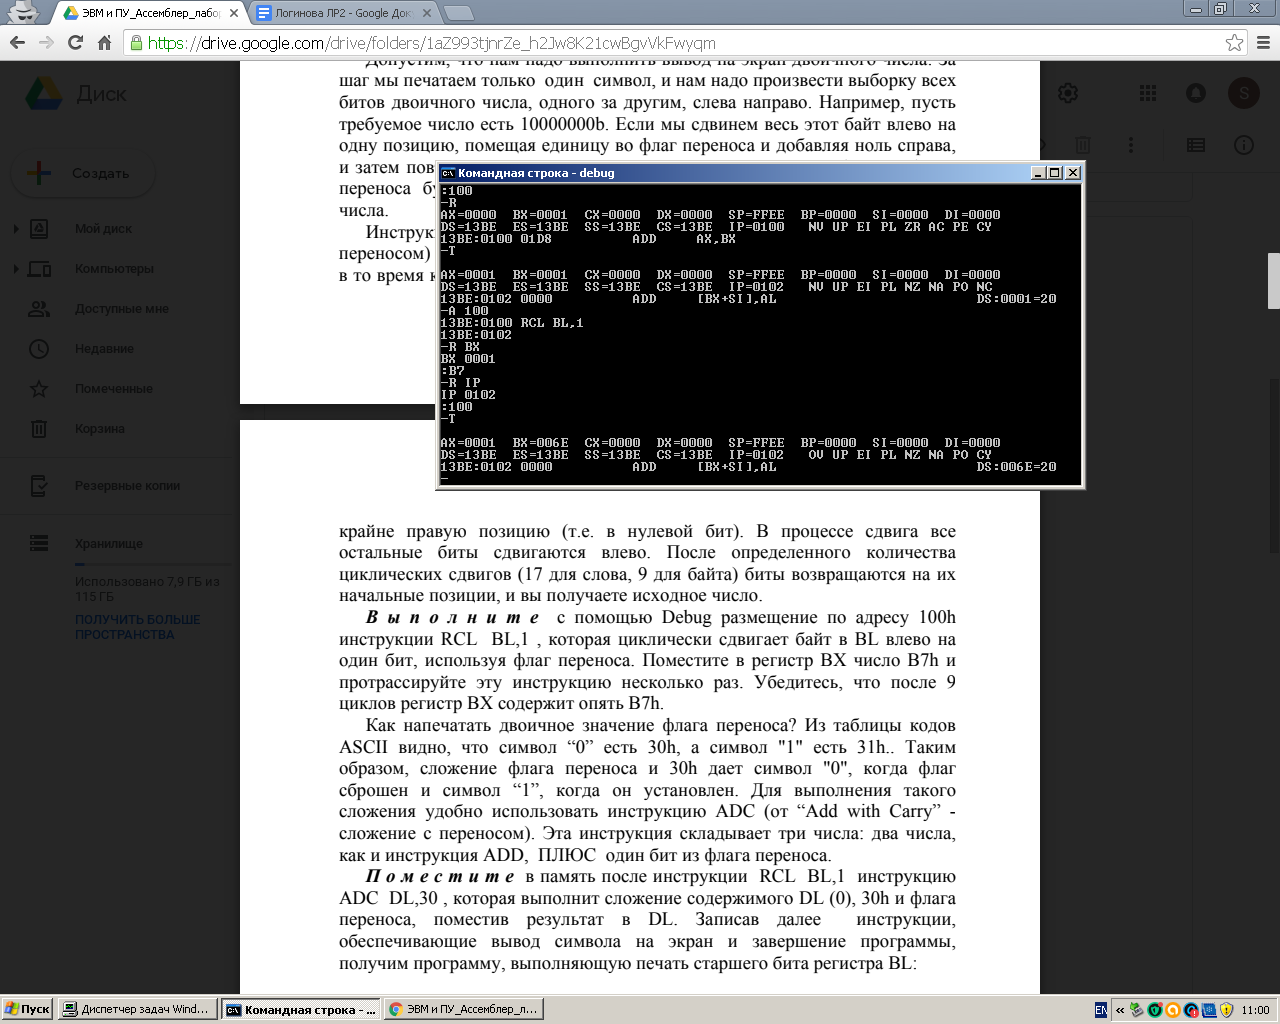 ЭВМ и ПУ_Ассемблер_лабор
Логинова ЛР2 - Google Док
https://drive.google.com/drive/folders/1aZ993tjnrZe_h2Jw8K21cwBgvVkFwyqm
Диск
S
Создать
Мой диск
Компьютеры
Доступные мне
Недавние
Помеченные
Корзина
Резервные копии
Хранилище
Использовано 7,9 ГБ из
115 ГБ
ПОЛУЧИТЬ БОЛЬШЕ
ПРОСТРАНСТВА
Допустим, что нам надо выполнить вывод на экран двоичного числа. За
шаг мы печатаем только один символ, и нам надо произвести выборку всех
битов двоичного числа, одного за другим, слева направо. Например, пусть
требуемое число есть 10000000b. Если мы сдвинем весь этот байт влево на
одну позицию, помещая единицу во флаг переноса и добавляя ноль справа,
и затем пов
переноса бу
числа.
Инструк
переносом)
в то время к
Командная строка - debug
:100
-R
AX=0000 BX=0001 CX=0000 DX=0000 SP=FFEE BP=0000 SI=0000 DI=0000
DS=13BE ES=13BE SS=13BE CS=13BE IP=0100 NV UP EI PL ZR AC PE CY
13BE:0100 01D8 ADD AX,BX
-T
AX=0001 BX=0001 CX=0000 DX=0000 SP=FFEE BP=0000 SI=0000 DI=0000
DS=13BE ES=13BE SS=13BE CS=13BE IP=0102 NV UP EI PL NZ NA PO NC
13BE:0102 0000 ADD [BX+SI],AL DS:0001=20
-A 100
13BE:0100 RCL BL,1
13BE:0102
-R BX
BX 0001
:B7
-R IP
IP 0102
:100
-T
AX=0001 BX=006E CX=0000 DX=0000 SP=FFEE BP=0000 SI=0000 DI=0000
DS=13BE ES=13BE SS=13BE CS=13BE IP=0102 OV UP EI PL NZ NA PO CY
13BE:0102 0000 ADD [BX+SI],AL DS:006E=20
-
крайне правую позицию (т.е. в нулевой бит). В процессе сдвига все
остальные биты сдвигаются влево. После определенного количества
циклических сдвигов (17 для слова, 9 для байта) биты возвращаются на их
начальные позиции, и вы получаете исходное число.
Выполните с помощью Debug размещение по адресу 100h
инструкции RCL BL,1 , которая циклически сдвигает байт в BL влево на
один бит, используя флаг переноса. Поместите в регистр BX число B7h и
протрассируйте эту инструкцию несколько раз. Убедитесь, что после 9
циклов регистр BX содержит опять B7h.
Как напечатать двоичное значение флага переноса? Из таблицы кодов
ASCII видно, что символ “0” есть 30h, а символ "1" есть 31h.. Таким
образом, сложение флага переноса и 30h дает символ "0", когда флаг
сброшен и символ “1”, когда он установлен. Для выполнения такого
сложения удобно использовать инструкцию ADC (от “Add with Carry” -
сложение с переносом). Эта инструкция складывает три числа: два числа,
как и инструкция ADD, ПЛЮС один бит из флага переноса.
Поместите в память после инструкции RCL BL,1 инструкцию
ADC DL,30 , которая выполнит сложение содержимого DL (0), 30h и флага
переноса, поместив результат в DL. Записав далее инструкции,
обеспечивающие вывод символа на экран и завершение программы,
получим программу, выполняющую печать старшего бита регистра BL:
Пуск
Диспетчер задач Wind...
Командная строка - ...
ЭВМ и ПУ_Ассемблер_л...
EN
«
11:00